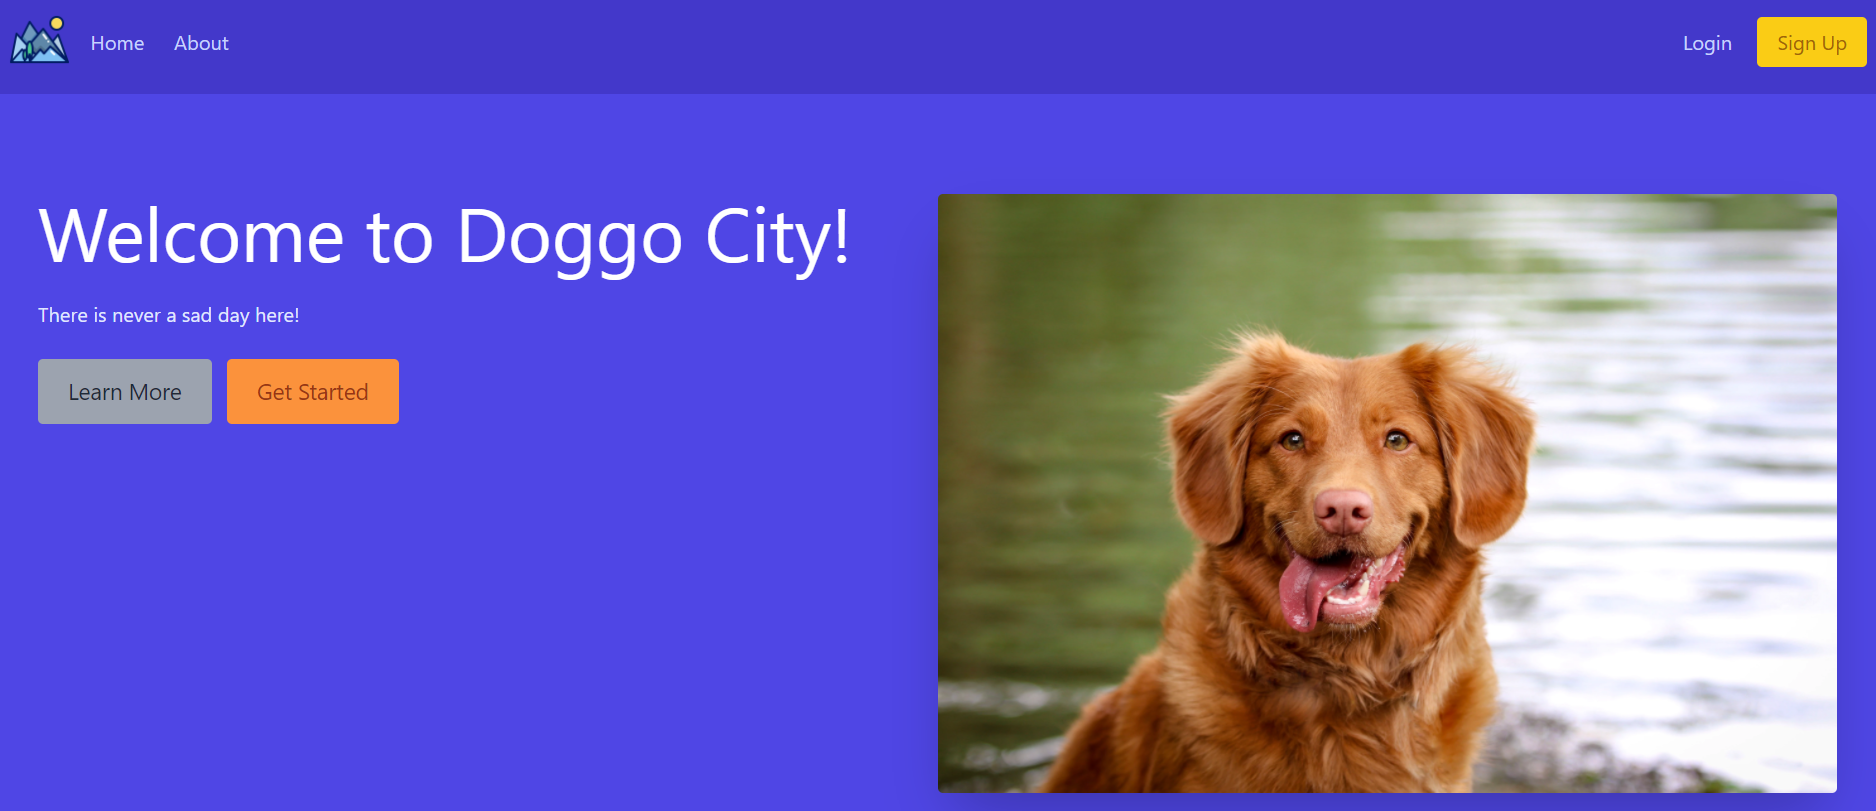 Home About Login Sign Up
Welcome to Doggo City!
There is never a sad day here!
Learn More Get Started